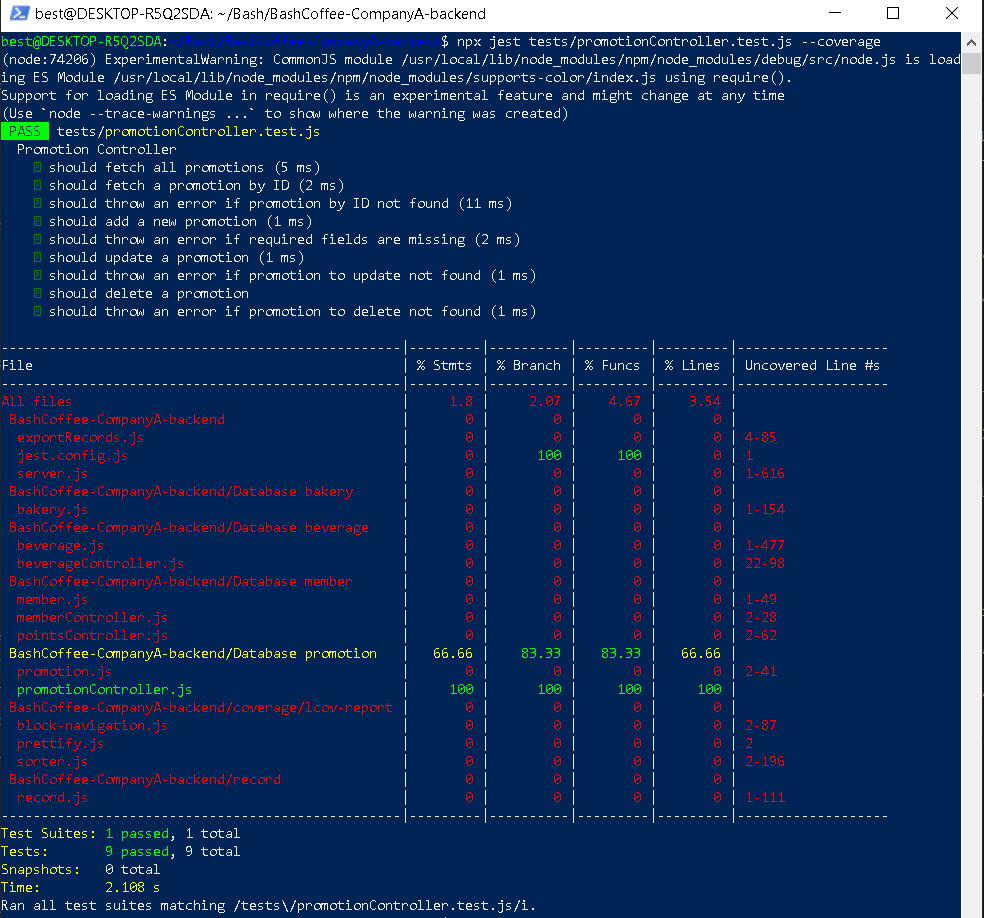 best@DESKTOP-R5Q2SDA: ~/Bash/BashCoffee-CompanyA-backend
best@DESKTOP-R5Q2SDA:~/Bash/BashCoffee-CompanyA-backend$ npx jest tests/promotionController.test.js --coverage
(node:74206) ExperimentalWarning: CommonJS module /usr/local/lib/node_modules/npm/node_modules/debug/src/node.js is load
ing ES Module /usr/local/lib/node_modules/npm/node_modules/supports-color/index.js using require().
Support for loading ES Module in require() is an experimental feature and might change at any time
(Use `node --trace-warnings ...` to show where the warning was created)
PASS tests/promotionController.test.js
Promotion Controller
should fetch all promotions (5 ms)
should fetch a promotion by ID (2 ms)
should throw an error if promotion by ID not found (11 ms)
should add a new promotion (1 ms)
should throw an error if required fields are missing (2 ms)
should update a promotion (1 ms)
should throw an error if promotion to update not found (1 ms)
should delete a promotion
should throw an error if promotion to delete not found (1 ms)
File | % Stmts | % Branch | % Funcs | % Lines | Uncovered Line #s
All files | 1.8 | 2.07 | 4.67 | 3.54 |
BashCoffee-CompanyA-backend | 0 | 0 | 0 | 0 |
exportRecords.js | 0 | 0 | 0 | 0 | 4-85
jest.config.js | 0 | 100 | 100 | 0 | 1
server.js | 0 | 0 | 0 | 0 | 1-616
BashCoffee-CompanyA-backend/Database bakery | 0 | 0 | 0 | 0 |
bakery.js | 0 | 0 | 0 | 0 | 1-154
BashCoffee-CompanyA-backend/Database beverage | 0 | 0 | 0 | 0 |
beverage.js | 0 | 0 | 0 | 0 | 1-477
beverageController.js | 0 | 0 | 0 | 0 | 22-98
BashCoffee-CompanyA-backend/Database member | 0 | 0 | 0 | 0 |
member.js | 0 | 0 | 0 | 0 | 1-49
memberController.js | 0 | 0 | 0 | 0 | 2-28
pointsController.js | 0 | 0 | 0 | 0 | 2-62
BashCoffee-CompanyA-backend/Database promotion | 66.66 | 83.33 | 83.33 | 66.66 |
promotion.js | 0 | 0 | 0 | 0 | 2-41
promotionController.js | 100 | 100 | 100 | 100 |
BashCoffee-CompanyA-backend/coverage/lcov-report | 0 | 0 | 0 | 0 |
block-navigation.js | 0 | 0 | 0 | 0 | 2-87
prettify.js | 0 | 0 | 0 | 0 | 2
sorter.js | 0 | 0 | 0 | 0 | 2-196
BashCoffee-CompanyA-backend/record | 0 | 0 | 0 | 0 |
record.js | 0 | 0 | 0 | 0 | 1-111
Test Suites: 1 passed, 1 total
Tests: 9 passed, 9 total
Snapshots: 0 total
Time: 2.108 s
Ran all test suites matching /tests\/promotionController.test.js/i.